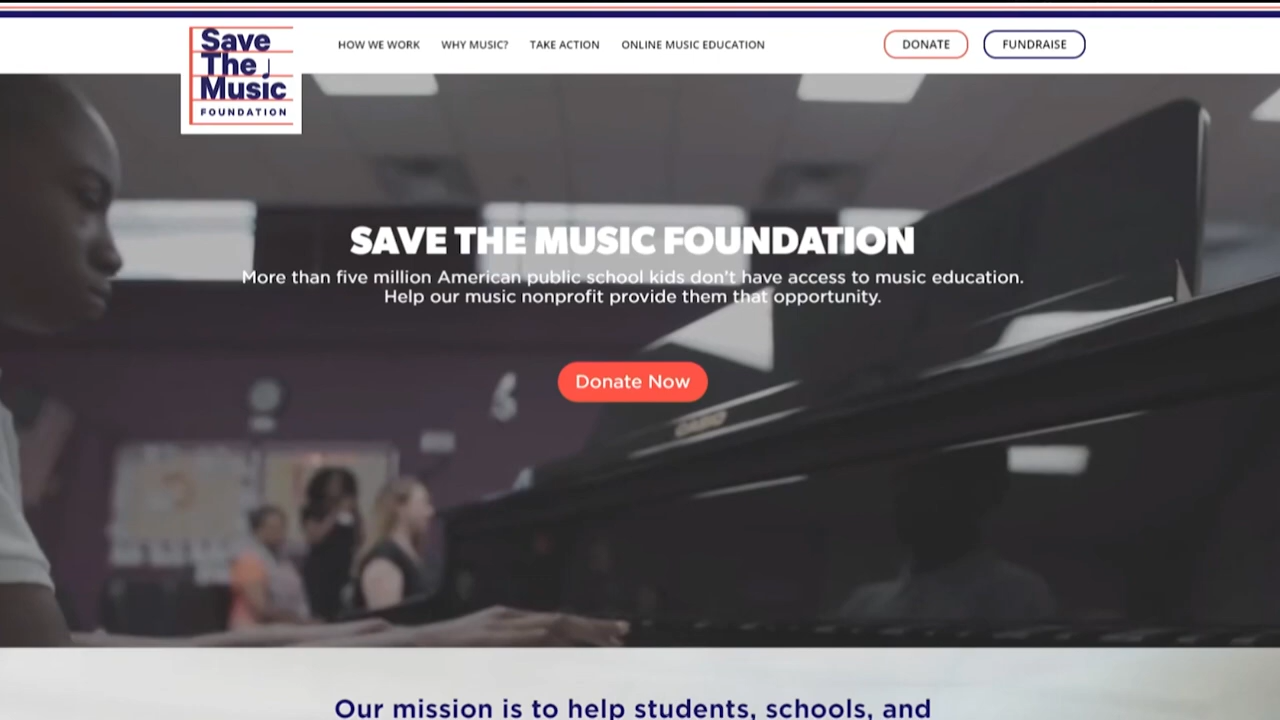 Save
The
Music
FOUNDATION
HOW WE WORK WHY MUSIC? TAKE ACTION ONLINE MUSIC EDUCATION DONATE FUNDRAISE
SAVE THE MUSIC FOUNDATION
More than five million American public school kids don't have access to music education.
Help our music nonprofit provide them that opportunity.
Donate Now
CASIO
Our mission is to help students, schools, and